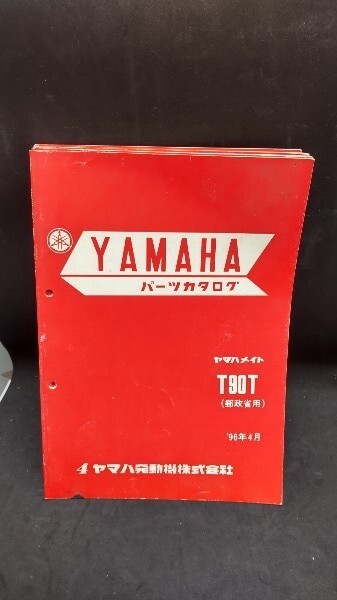 YAMAHA
パーツカタログ
ヤマハメイト
T90T
(郵政省用)
'96年4月
4 ヤマハ発動機株式会社